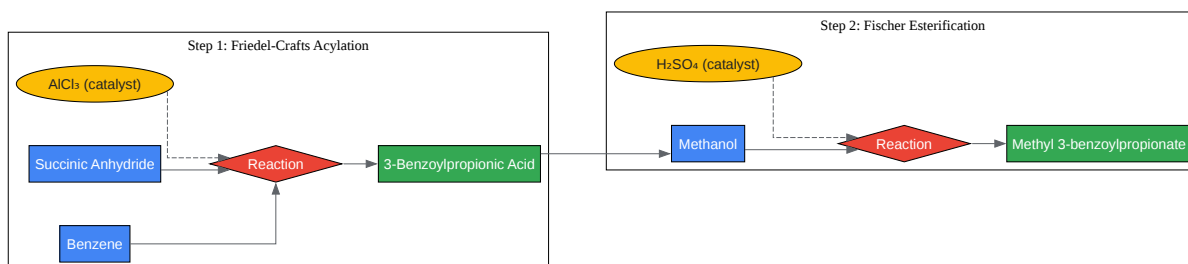 Step 1: Friedel-Crafts Acylation
AlCl₃ (catalyst)
Succinic Anhydride
Reaction
3-Benzoylpropionic Acid
Benzene
Step 2: Fischer Esterification
H₂SO₄ (catalyst)
Methanol
Reaction
Methyl 3-benzoylpropionate